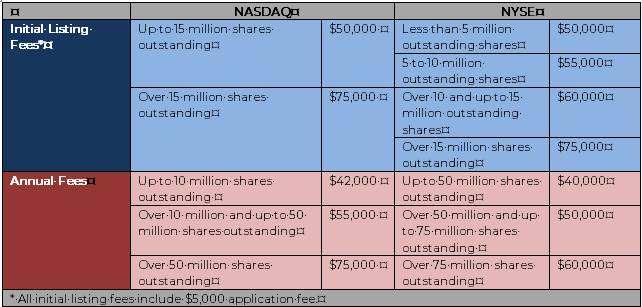 NASDAQ NYSE
Initial Listing Fees*
Up to 15 million shares outstanding $50,000
Less than 5 million outstanding shares $50,000
5 to 10 million outstanding shares $55,000
Over 15 million shares outstanding $75,000
Over 10 and up to 15 million outstanding shares $60,000
Over 15 million shares outstanding $75,000
Annual Fees
Up to 10 million shares outstanding $42,000
Up to 50 million shares outstanding $40,000
Over 10 million and up to 50 million shares outstanding $55,000
Over 50 million and up to 75 million shares outstanding $50,000
Over 50 million shares outstanding $75,000
Over 75 million shares outstanding $60,000
* All initial listing fees include $5,000 application fee.